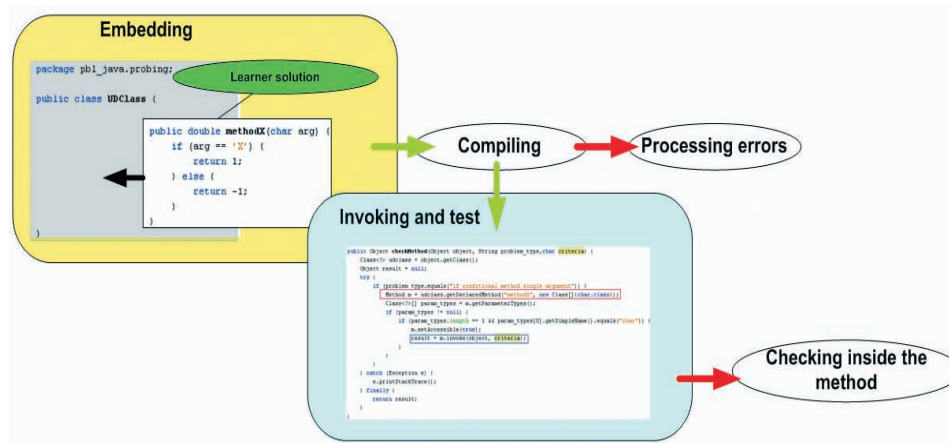 Embedding
package pbl_java.probing;
Learner solution
public class UDClass {
public double methodX(char arg) {
if (arg == 'X') {
return 1;
} else {
return -1;
}
}
}
Compiling
Processing errors
Invoking and test
public Object checkMethod(Object object, String problem_type,char criteria) {
Class<?> udclass = object.getClass();
Object result = null;
try {
if (problem_type.equals("if conditional method single argument")) {
Method m = udclass.getDeclaredMethod("methodX", new Class[]{char.class});
Class<?>[] param_types = m.getParameterTypes();
if (param_types != null) {
if (param_types.length == 1 && param_types[0].getSimpleName().equals("char")) {
m.setAccessible(true);
result = m.invoke(object, criteria);
}
}
}
} catch (Exception e) {
e.printStackTrace();
} finally {
return result;
}
}
Checking inside the
method